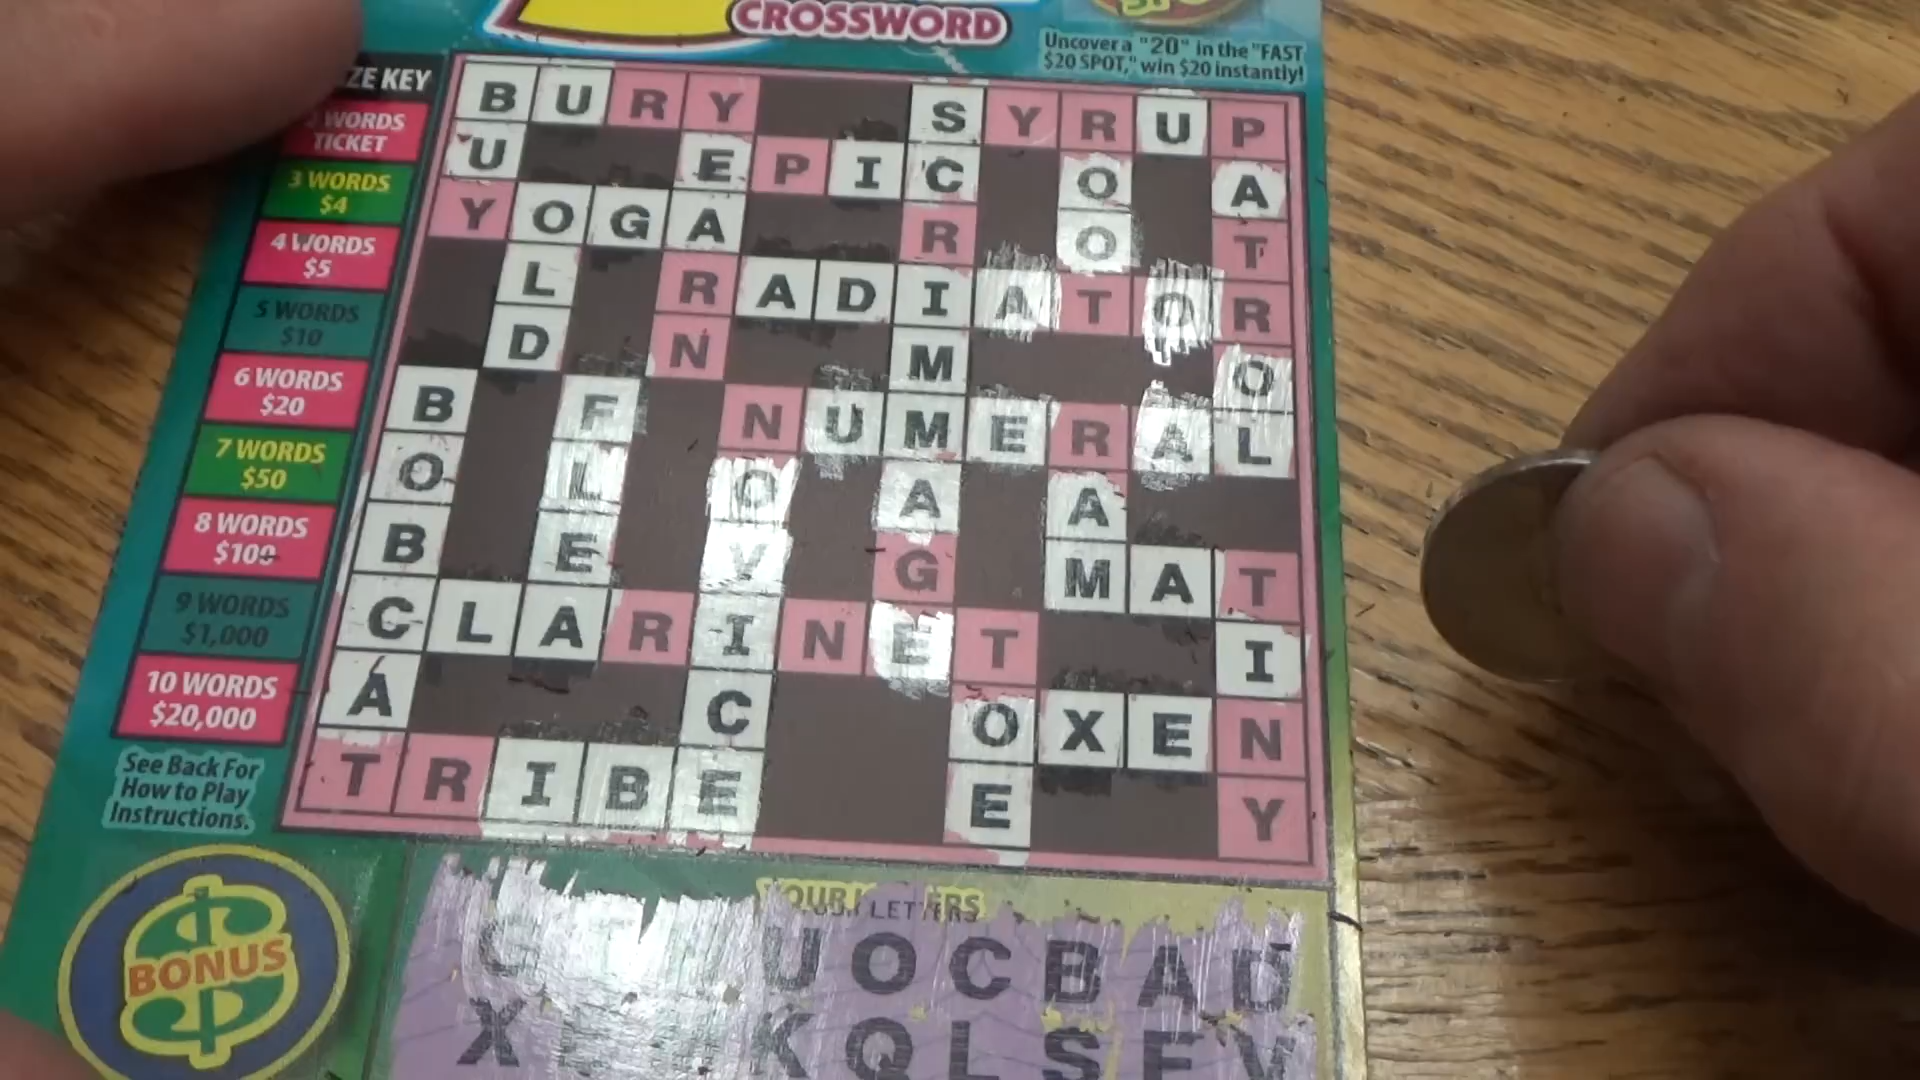 CROSSWORD
Uncover a "20" in the "FAST
$20 SPOT," win $20 instantly!
ZE KEY
WORDS
TICKET
3 WORDS
$4
4 WORDS
$5
5 WORDS
$10
6 WORDS
$20
7 WORDS
$50
8 WORDS
$100
9 WORDS
$1,000
10 WORDS
$20,000
See Back For
How to Play
Instructions.
B U R Y S Y R U P
U E P I C O A
Y O G A R O T
L R A D I A T O R
D N M O
B F N U M E R A L
O L O A A
B E V G M A T
C L A R I N E T I
A C O X E N
T R I B E E Y
BONUS
YOUR LETTERS
U O C B A D
X K Q L S F V